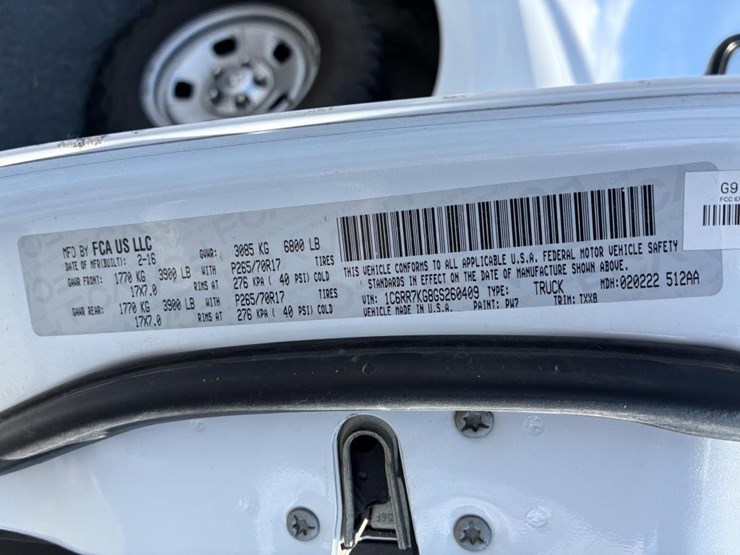 MFD BY FCA US LLC
DATE OF MFR(BUILT): 2-16 GVWR: 3085 KG 6800 LB
GAWR FRONT: 1770 KG 3900 LB WITH P265/70R17 TIRES
17X7.0 RIMS AT 276 KPA ( 40 PSI) COLD
GAWR REAR: 1770 KG 3900 LB WITH P265/70R17 TIRES
17X7.0 RIMS AT 276 KPA ( 40 PSI) COLD
THIS VEHICLE CONFORMS TO ALL APPLICABLE U.S.A. FEDERAL MOTOR VEHICLE SAFETY
STANDARDS IN EFFECT ON THE DATE OF MANUFACTURE SHOWN ABOVE.
VIN: 1C6RR7KG8GS260409 TYPE: TRUCK MDH:020222 512AA
VEHICLE MADE IN U.S.A. PAINT: PW7 TRIM: TXX8
G9
FCC ID